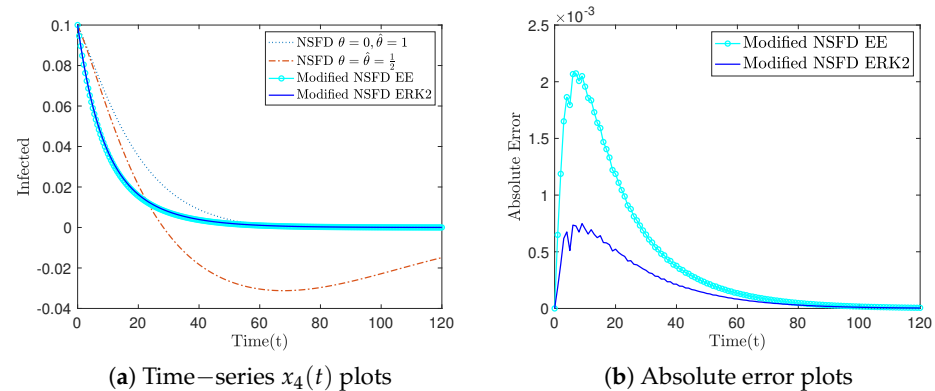 0.1
0.08
0.06
0.04
0.02
0
-0.02
-0.04
Infected
0 20 40 60 80 100 120
Time(t)
NSFD θ = 0, θ̂ = 1
NSFD θ = θ̂ = 1/2
Modified NSFD EE
Modified NSFD ERK2
(a) Time−series x₄(t) plots
×10⁻³
2.5
2
1.5
1
0.5
0
Absolute Error
0 20 40 60 80 100 120
Time(t)
Modified NSFD EE
Modified NSFD ERK2
(b) Absolute error plots